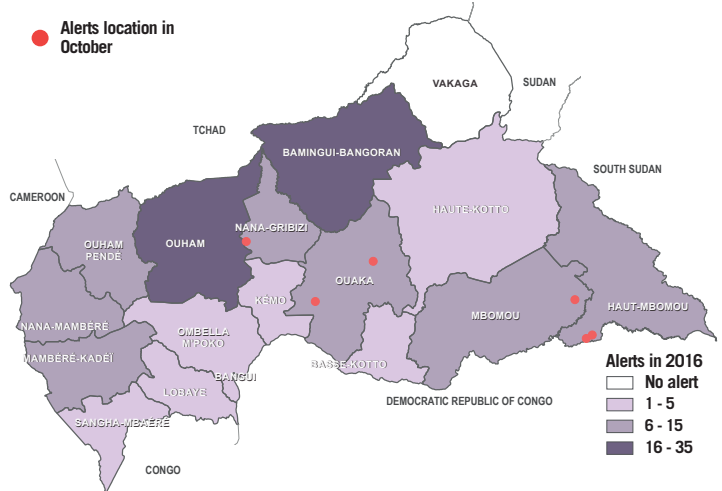 Alerts location in
October
VAKAGA
SUDAN
TCHAD
BAMINGUI-BANGORAN
SOUTH SUDAN
CAMEROON
HAUTE-KOTTO
NANA-GRIBIZI
OUHAM
PENDÉ
OUHAM
OUAKA
KÉMO
MBOMOU
HAUT-MBOMOU
NANA-MAMBÉRÉ
OMBELLA
M'POKO
MAMBÉRÉ-KADÉÏ
BASSE-KOTTO
BANGUI
LOBAYE
DEMOCRATIC REPUBLIC OF CONGO
SANGHA-MBAÉRÉ
CONGO
Alerts in 2016
No alert
1 - 5
6 - 15
16 - 35